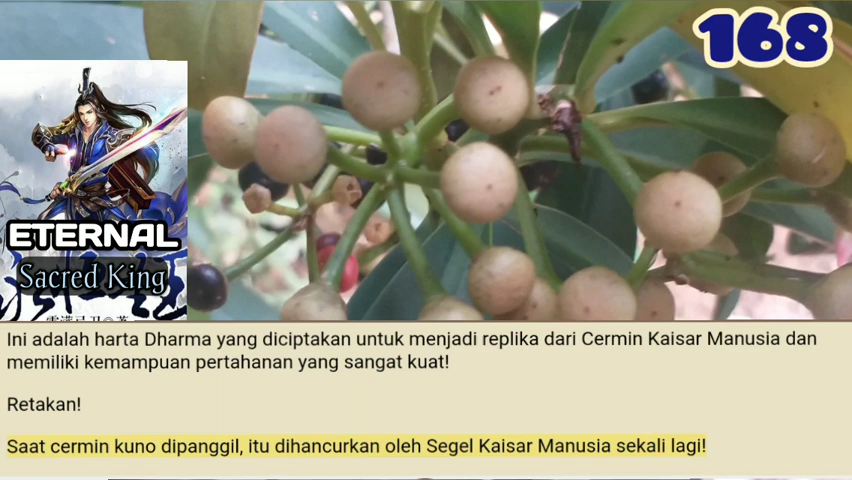 168
ETERNAL
Sacred King
Ini adalah harta Dharma yang diciptakan untuk menjadi replika dari Cermin Kaisar Manusia dan
memiliki kemampuan pertahanan yang sangat kuat!
Retakan!
Saat cermin kuno dipanggil, itu dihancurkan oleh Segel Kaisar Manusia sekali lagi!